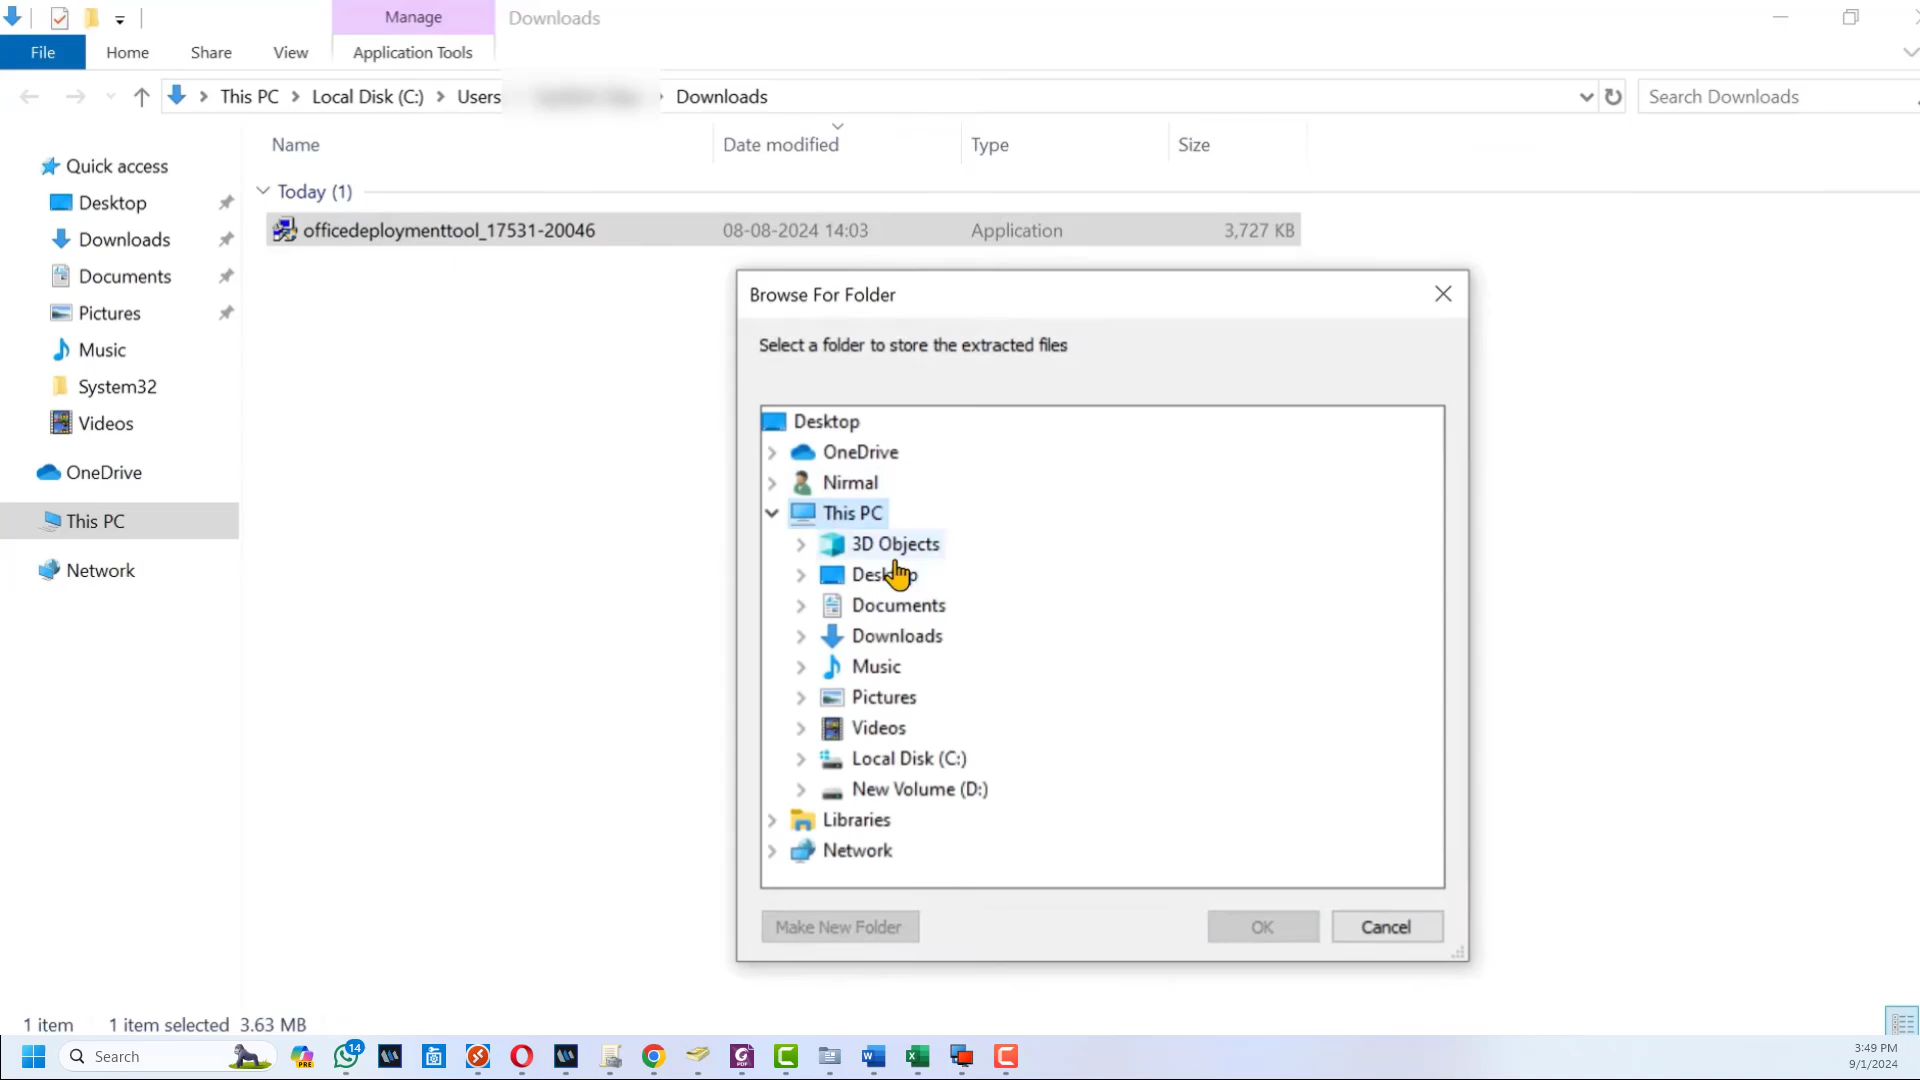 Manage
Downloads
File
Home
Share
View
Application Tools
This PC
Local Disk (C:)
Users
Downloads
Search Downloads
Name
Date modified
Type
Size
Quick access
Desktop
Downloads
Documents
Pictures
Music
System32
Videos
OneDrive
This PC
Network
Today (1)
officedeploymenttool_17531-20046
08-08-2024 14:03
Application
3,727 KB
Browse For Folder
Select a folder to store the extracted files
Desktop
OneDrive
Nirmal
This PC
3D Objects
Desktop
Documents
Downloads
Music
Pictures
Videos
Local Disk (C:)
New Volume (D:)
Libraries
Network
Make New Folder
OK
Cancel
1 item
1 item selected 3.63 MB
Search
PRE
14
3:49 PM
9/1/2024